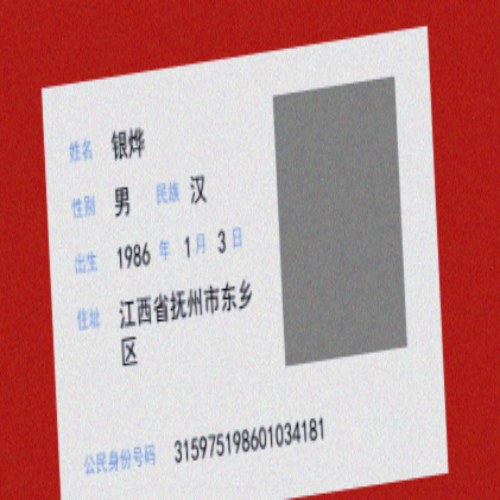 姓名 银烨
性别 男 民族 汉
出生 1986 年 1 月 3 日
住址 江西省抚州市东乡
区
公民身份号码 315975198601034181